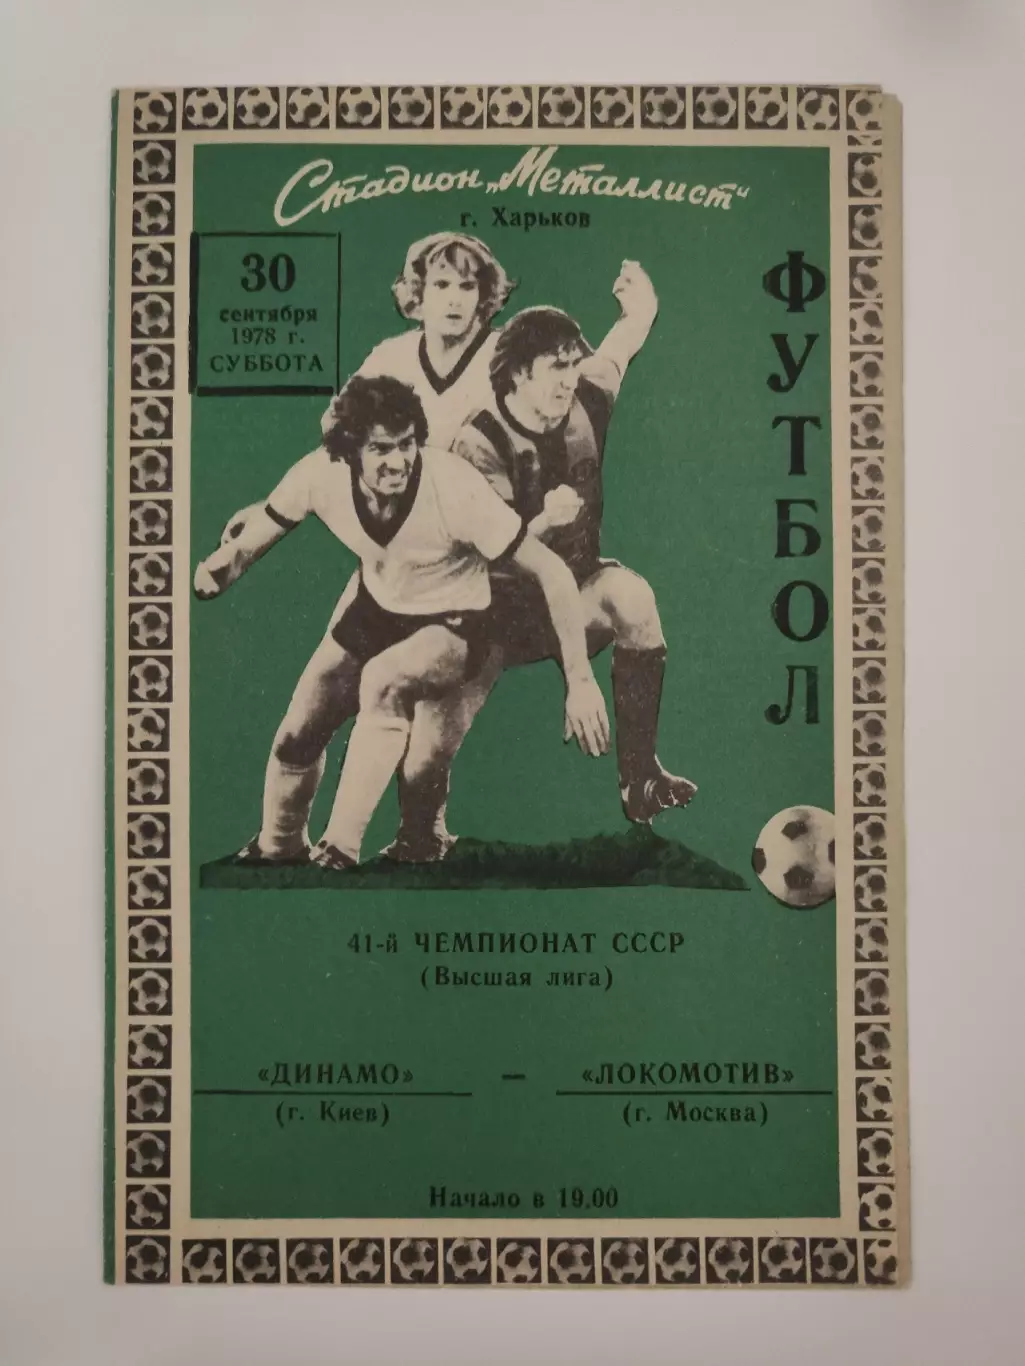 Стадион „Металлист“
г. Харьков
30
сентября
1978 г.
СУББОТА
ФУТБОЛ
41-й ЧЕМПИОНАТ СССР
(Высшая лига)
«ДИНАМО» — «ЛОКОМОТИВ»
(г. Киев) (г. Москва)
Начало в 19.00